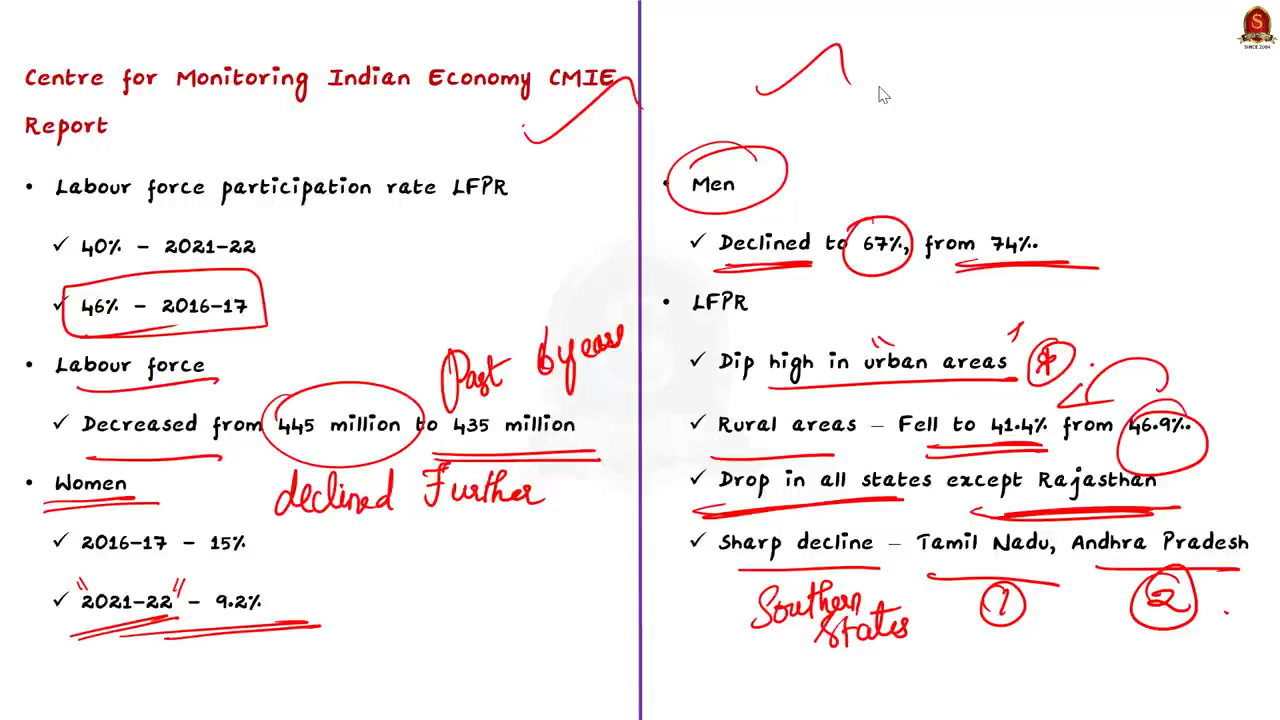 Centre for Monitoring Indian Economy CMIE
Report
• Labour force participation rate LFPR
✓ 40% – 2021-22
✓ 46% – 2016-17
• Labour force
Past 6 years
✓ Decreased from 445 million to 435 million
declined Further
• Women
✓ 2016-17 – 15%
✓ "2021-22" – 9.2%
• Men
✓ Declined to 67%, from 74%.
• LFPR
✓ Dip high in urban areas
✓ Rural areas – Fell to 41.4% from 46.9%.
✓ Drop in all states except Rajasthan
✓ Sharp decline – Tamil Nadu, Andhra Pradesh
Southern
States
1
2
S
SINCE 2004